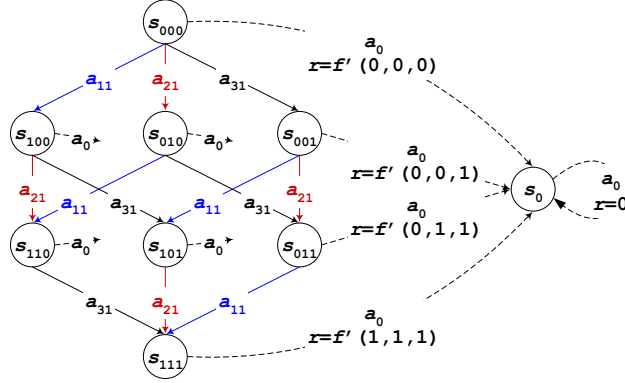 s000
a0
r=f'(0,0,0)
a11 a21 a31
s100 a0 s010 a0 s001
a0
r=f'(0,0,1)
s0
a0
r=0
a21 a11 a31 a11 a31 a21
a0
r=f'(0,1,1)
s110 a0 s101 a0 s011
a31 a21 a11
a0
r=f'(1,1,1)
s111